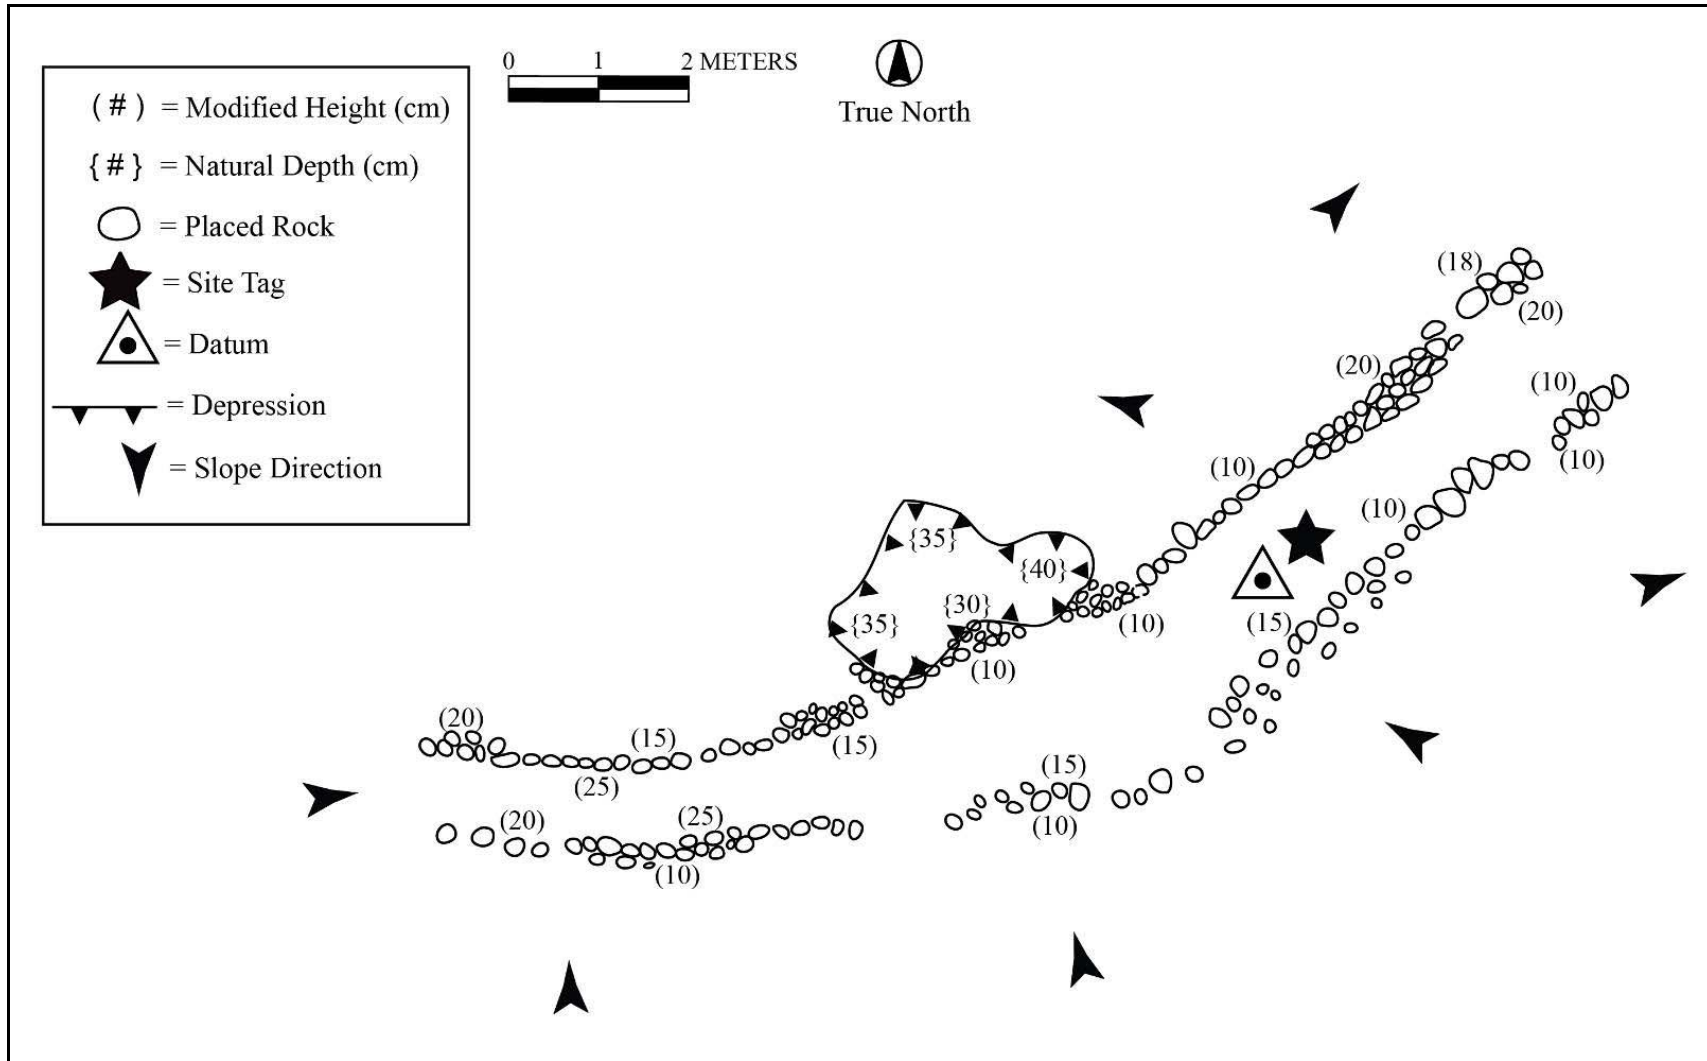 0 1 2 METERS
True North
(#) = Modified Height (cm)
{#} = Natural Depth (cm)
= Placed Rock
= Site Tag
= Datum
= Depression
= Slope Direction
(18)
(20)
(20)
(10)
(10)
(10)
(10)
{35}
{40}
(10)
{30}
{35}
(15)
(10)
(20)
(15)
(15)
(25)
(15)
(20)
(25)
(10)
(10)